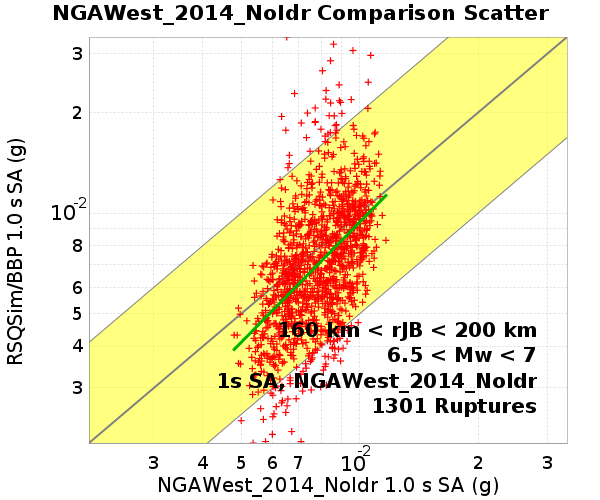 NGAWest_2014_NoIdr Comparison Scatter
RSQSim/BBP 1.0 s SA (g)
3
2
10-2
8
6
5
4
3
160 km < rJB < 200 km
6.5 < Mw < 7
1s SA, NGAWest_2014_NoIdr
1301 Ruptures
3 4 5 6 7 10-2 2 3
NGAWest_2014_NoIdr 1.0 s SA (g)